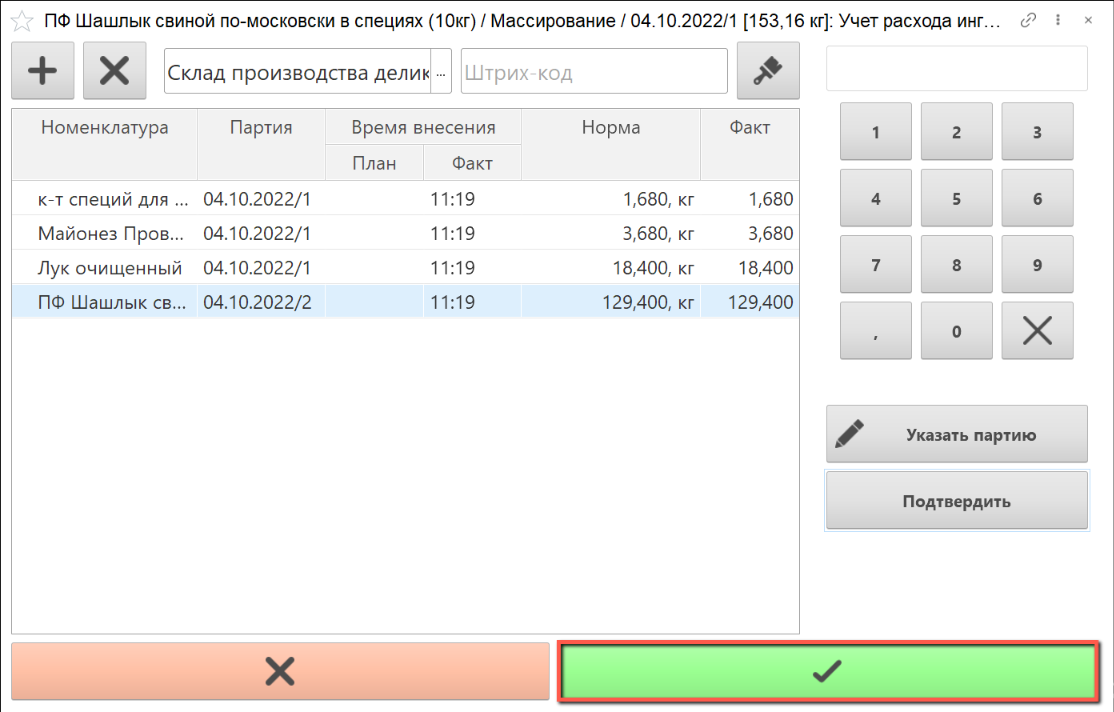 ПФ Шашлык свиной по-московски в специях (10кг) / Массирование / 04.10.2022/1 [153,16 кг]: Учет расхода инг...
Склад производства делик ...
Штрих-код
Номенклатура Партия Время внесения Норма Факт
План Факт
к-т специй для ... 04.10.2022/1 11:19 1,680, кг 1,680
Майонез Пров... 04.10.2022/1 11:19 3,680, кг 3,680
Лук очищенный 04.10.2022/1 11:19 18,400, кг 18,400
ПФ Шашлык св... 04.10.2022/2 11:19 129,400, кг 129,400
1 2 3
4 5 6
7 8 9
, 0
Указать партию
Подтвердить